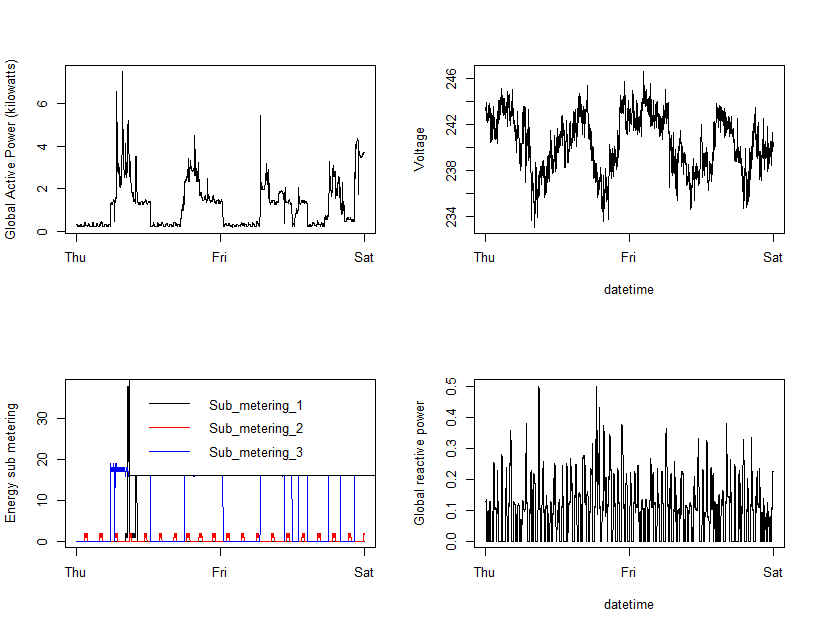 Global Active Power (kilowatts)
6
4
2
0
Thu Fri Sat
Voltage
246
242
238
234
Thu Fri Sat
datetime
Energy sub metering
30
20
10
0
Sub_metering_1
Sub_metering_2
Sub_metering_3
Thu Fri Sat
Global reactive power
0.5
0.4
0.3
0.2
0.1
0.0
Thu Fri Sat
datetime